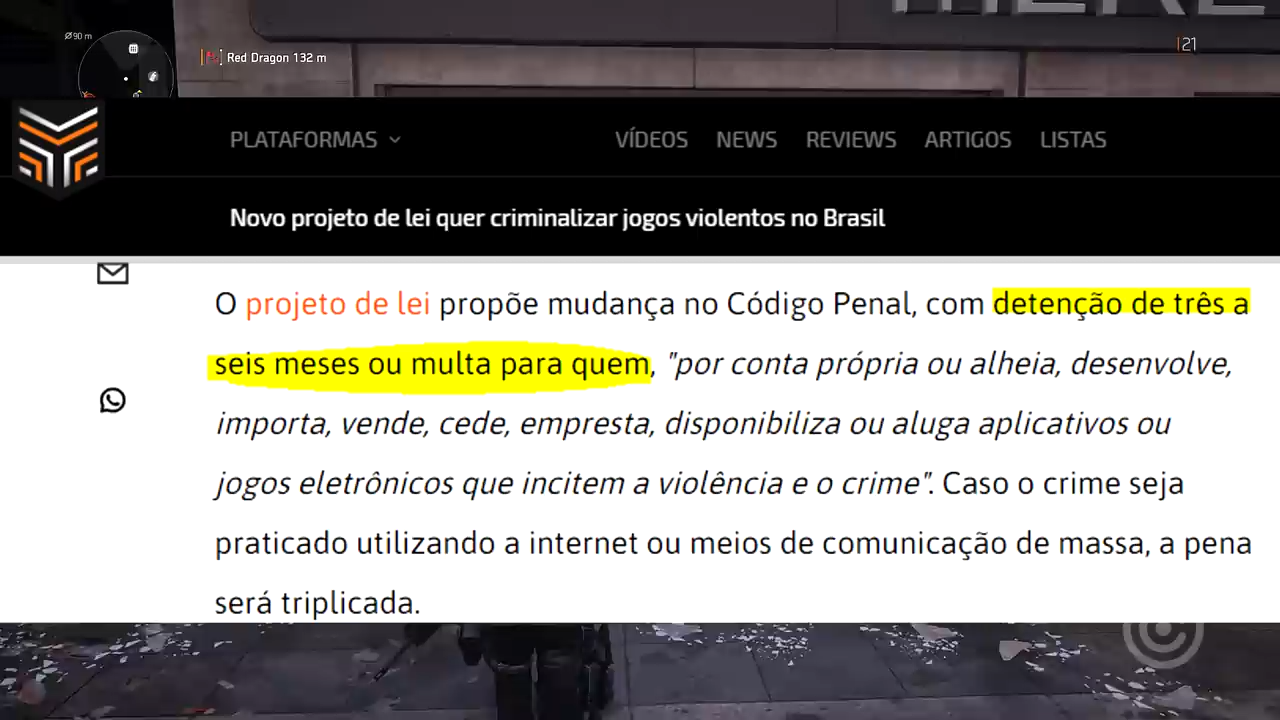 90 m
Red Dragon 132 m
21
PLATAFORMAS
VÍDEOS NEWS REVIEWS ARTIGOS LISTAS
Novo projeto de lei quer criminalizar jogos violentos no Brasil
O projeto de lei propõe mudança no Código Penal, com detenção de três a
seis meses ou multa para quem, "por conta própria ou alheia, desenvolve,
importa, vende, cede, empresta, disponibiliza ou aluga aplicativos ou
jogos eletrônicos que incitem a violência e o crime". Caso o crime seja
praticado utilizando a internet ou meios de comunicação de massa, a pena
será triplicada.